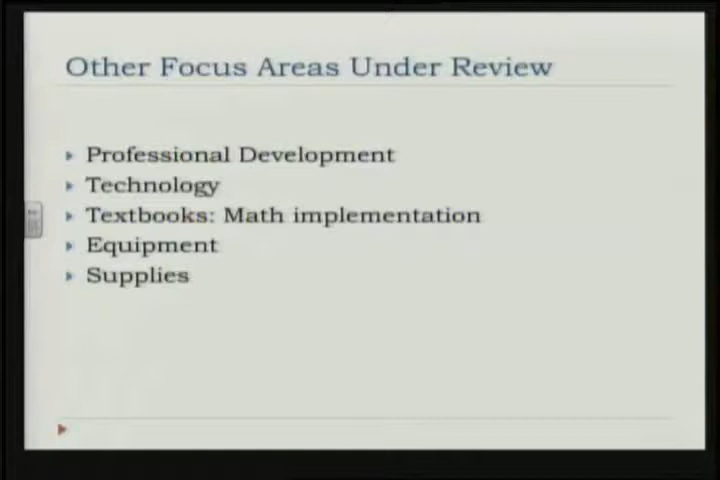 Other Focus Areas Under Review
Professional Development
Technology
Textbooks: Math implementation
Equipment
Supplies